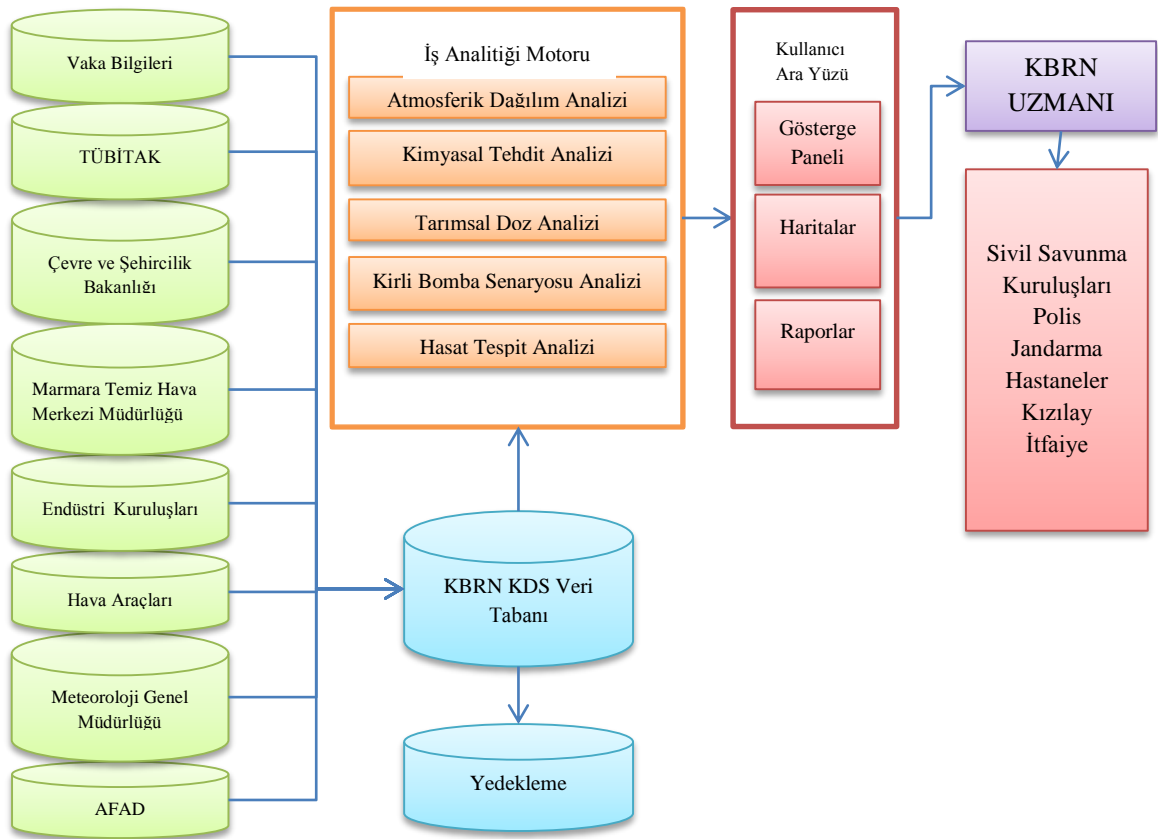 Vaka Bilgileri
TÜBİTAK
Çevre ve Şehircilik
Bakanlığı
Marmara Temiz Hava
Merkezi Müdürlüğü
Endüstri Kuruluşları
Hava Araçları
Meteoroloji Genel
Müdürlüğü
AFAD
İş Analitiği Motoru
Atmosferik Dağılım Analizi
Kimyasal Tehdit Analizi
Tarımsal Doz Analizi
Kirli Bomba Senaryosu Analizi
Hasat Tespit Analizi
KBRN KDS Veri
Tabanı
Yedekleme
Kullanıcı
Ara Yüzü
Gösterge
Paneli
Haritalar
Raporlar
KBRN
UZMANI
Sivil Savunma
Kuruluşları
Polis
Jandarma
Hastaneler
Kızılay
İtfaiye